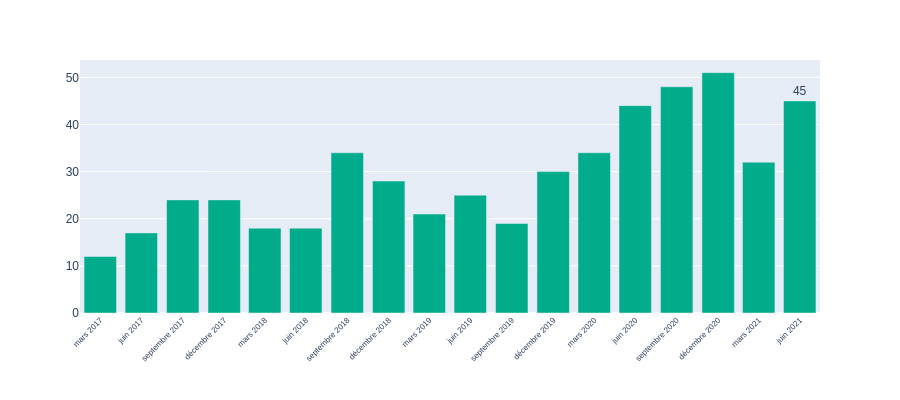 50
40
30
20
10
0
45
mars 2017
juin 2017
septembre 2017
décembre 2017
mars 2018
juin 2018
septembre 2018
décembre 2018
mars 2019
juin 2019
septembre 2019
décembre 2019
mars 2020
juin 2020
septembre 2020
décembre 2020
mars 2021
juin 2021